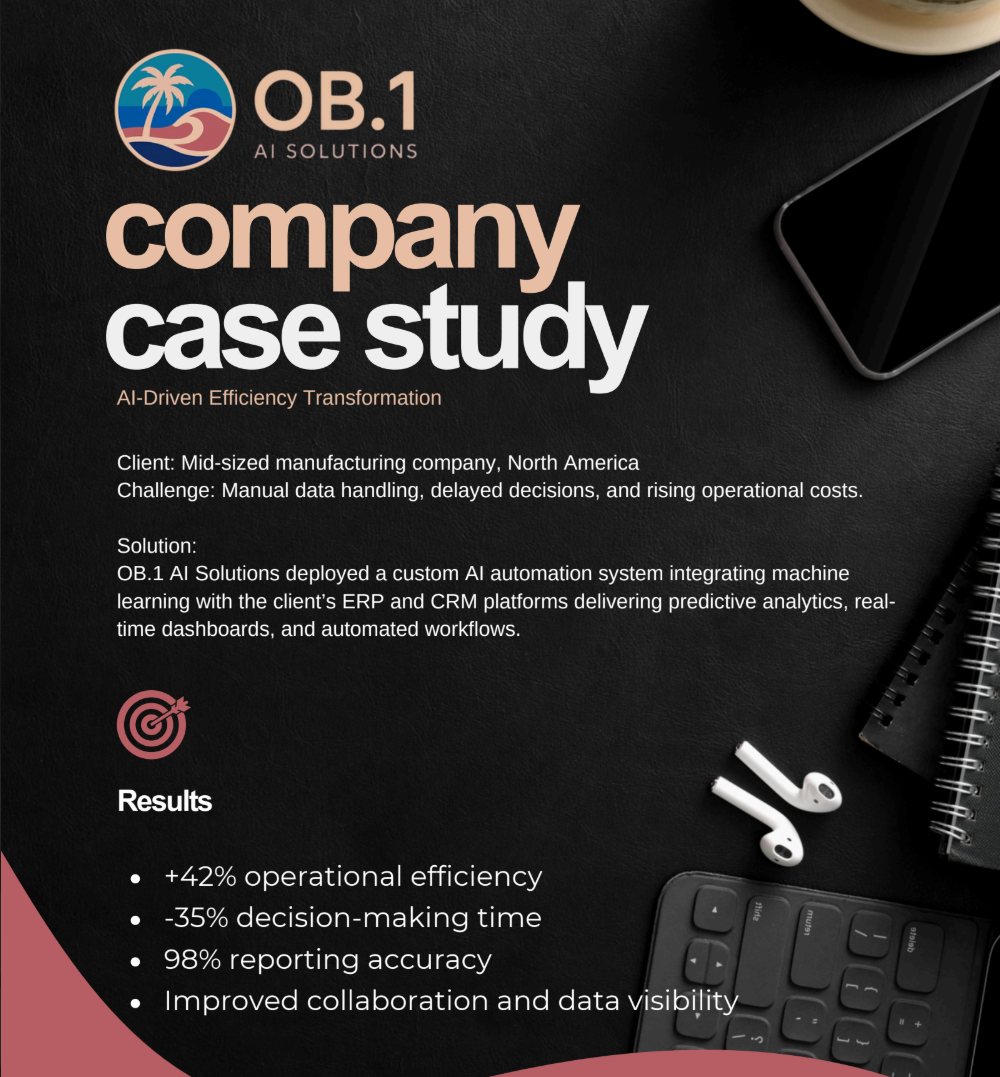 OB.1
AI SOLUTIONS
company
case study
AI-Driven Efficiency Transformation
Client: Mid-sized manufacturing company, North America
Challenge: Manual data handling, delayed decisions, and rising operational costs.
Solution:
OB.1 AI Solutions deployed a custom AI automation system integrating machine
learning with the client’s ERP and CRM platforms delivering predictive analytics, real-
time dashboards, and automated workflows.
Results
• +42% operational efficiency
• -35% decision-making time
• 98% reporting accuracy
• Improved collaboration and data visibility
shift
return
delete